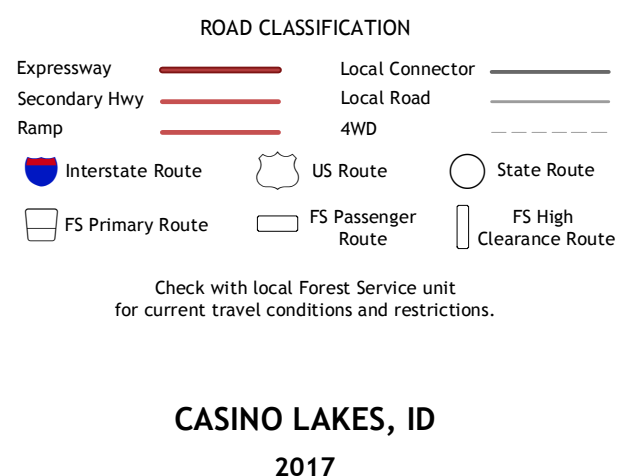 ROAD CLASSIFICATION
Expressway
Local Connector
Secondary Hwy
Local Road
Ramp
4WD
Interstate Route
US Route
State Route
FS Primary Route
FS Passenger
Route
FS High
Clearance Route
Check with local Forest Service unit
for current travel conditions and restrictions.
CASINO LAKES, ID
2017